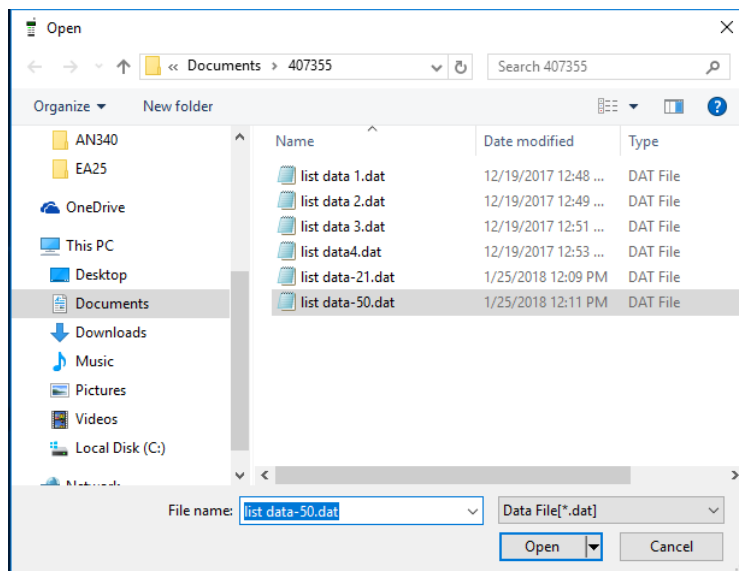 Open
« Documents > 407355
Search 407355
Organize
New folder
AN340
EA25
OneDrive
This PC
Desktop
Documents
Downloads
Music
Pictures
Videos
Local Disk (C:)
Name Date modified Type
list data 1.dat 12/19/2017 12:48 ... DAT File
list data 2.dat 12/19/2017 12:49 ... DAT File
list data 3.dat 12/19/2017 12:51 ... DAT File
list data4.dat 12/19/2017 12:53 ... DAT File
list data-21.dat 1/25/2018 12:09 PM DAT File
list data-50.dat 1/25/2018 12:11 PM DAT File
File name: list data-50.dat
Data File[*.dat]
Open
Cancel